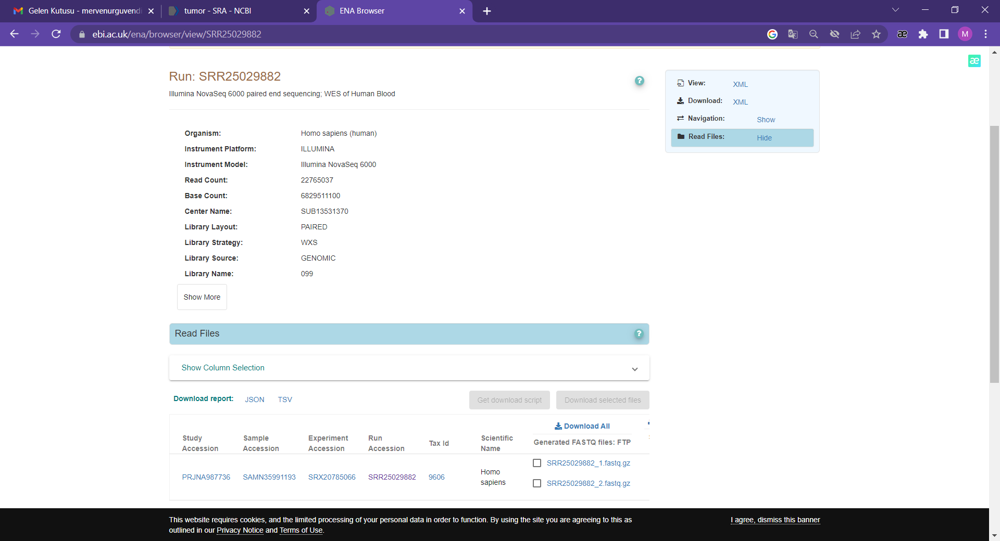 Gelen Kutusu - mervenurguvendi
tumor - SRA - NCBI
ENA Browser
ebi.ac.uk/ena/browser/view/SRR25029882
M
æ
æ
Run: SRR25029882
?
Illumina NovaSeq 6000 paired end sequencing; WES of Human Blood
View: XML
Download: XML
Navigation: Show
Read Files: Hide
Organism: Homo sapiens (human)
Instrument Platform: ILLUMINA
Instrument Model: Illumina NovaSeq 6000
Read Count: 22765037
Base Count: 6829511100
Center Name: SUB13531370
Library Layout: PAIRED
Library Strategy: WXS
Library Source: GENOMIC
Library Name: 099
Show More
Read Files
?
Show Column Selection
Download report: JSON TSV
Get download script
Download selected files
Download All
Study Accession
Sample Accession
Experiment Accession
Run Accession
Tax Id
Scientific Name
Generated FASTQ files: FTP
PRJNA987736
SAMN35991193
SRX20785066
SRR25029882
9606
Homo sapiens
SRR25029882_1.fastq.gz
SRR25029882_2.fastq.gz
This website requires cookies, and the limited processing of your personal data in order to function. By using the site you are agreeing to this as
outlined in our Privacy Notice and Terms of Use.
I agree, dismiss this banner